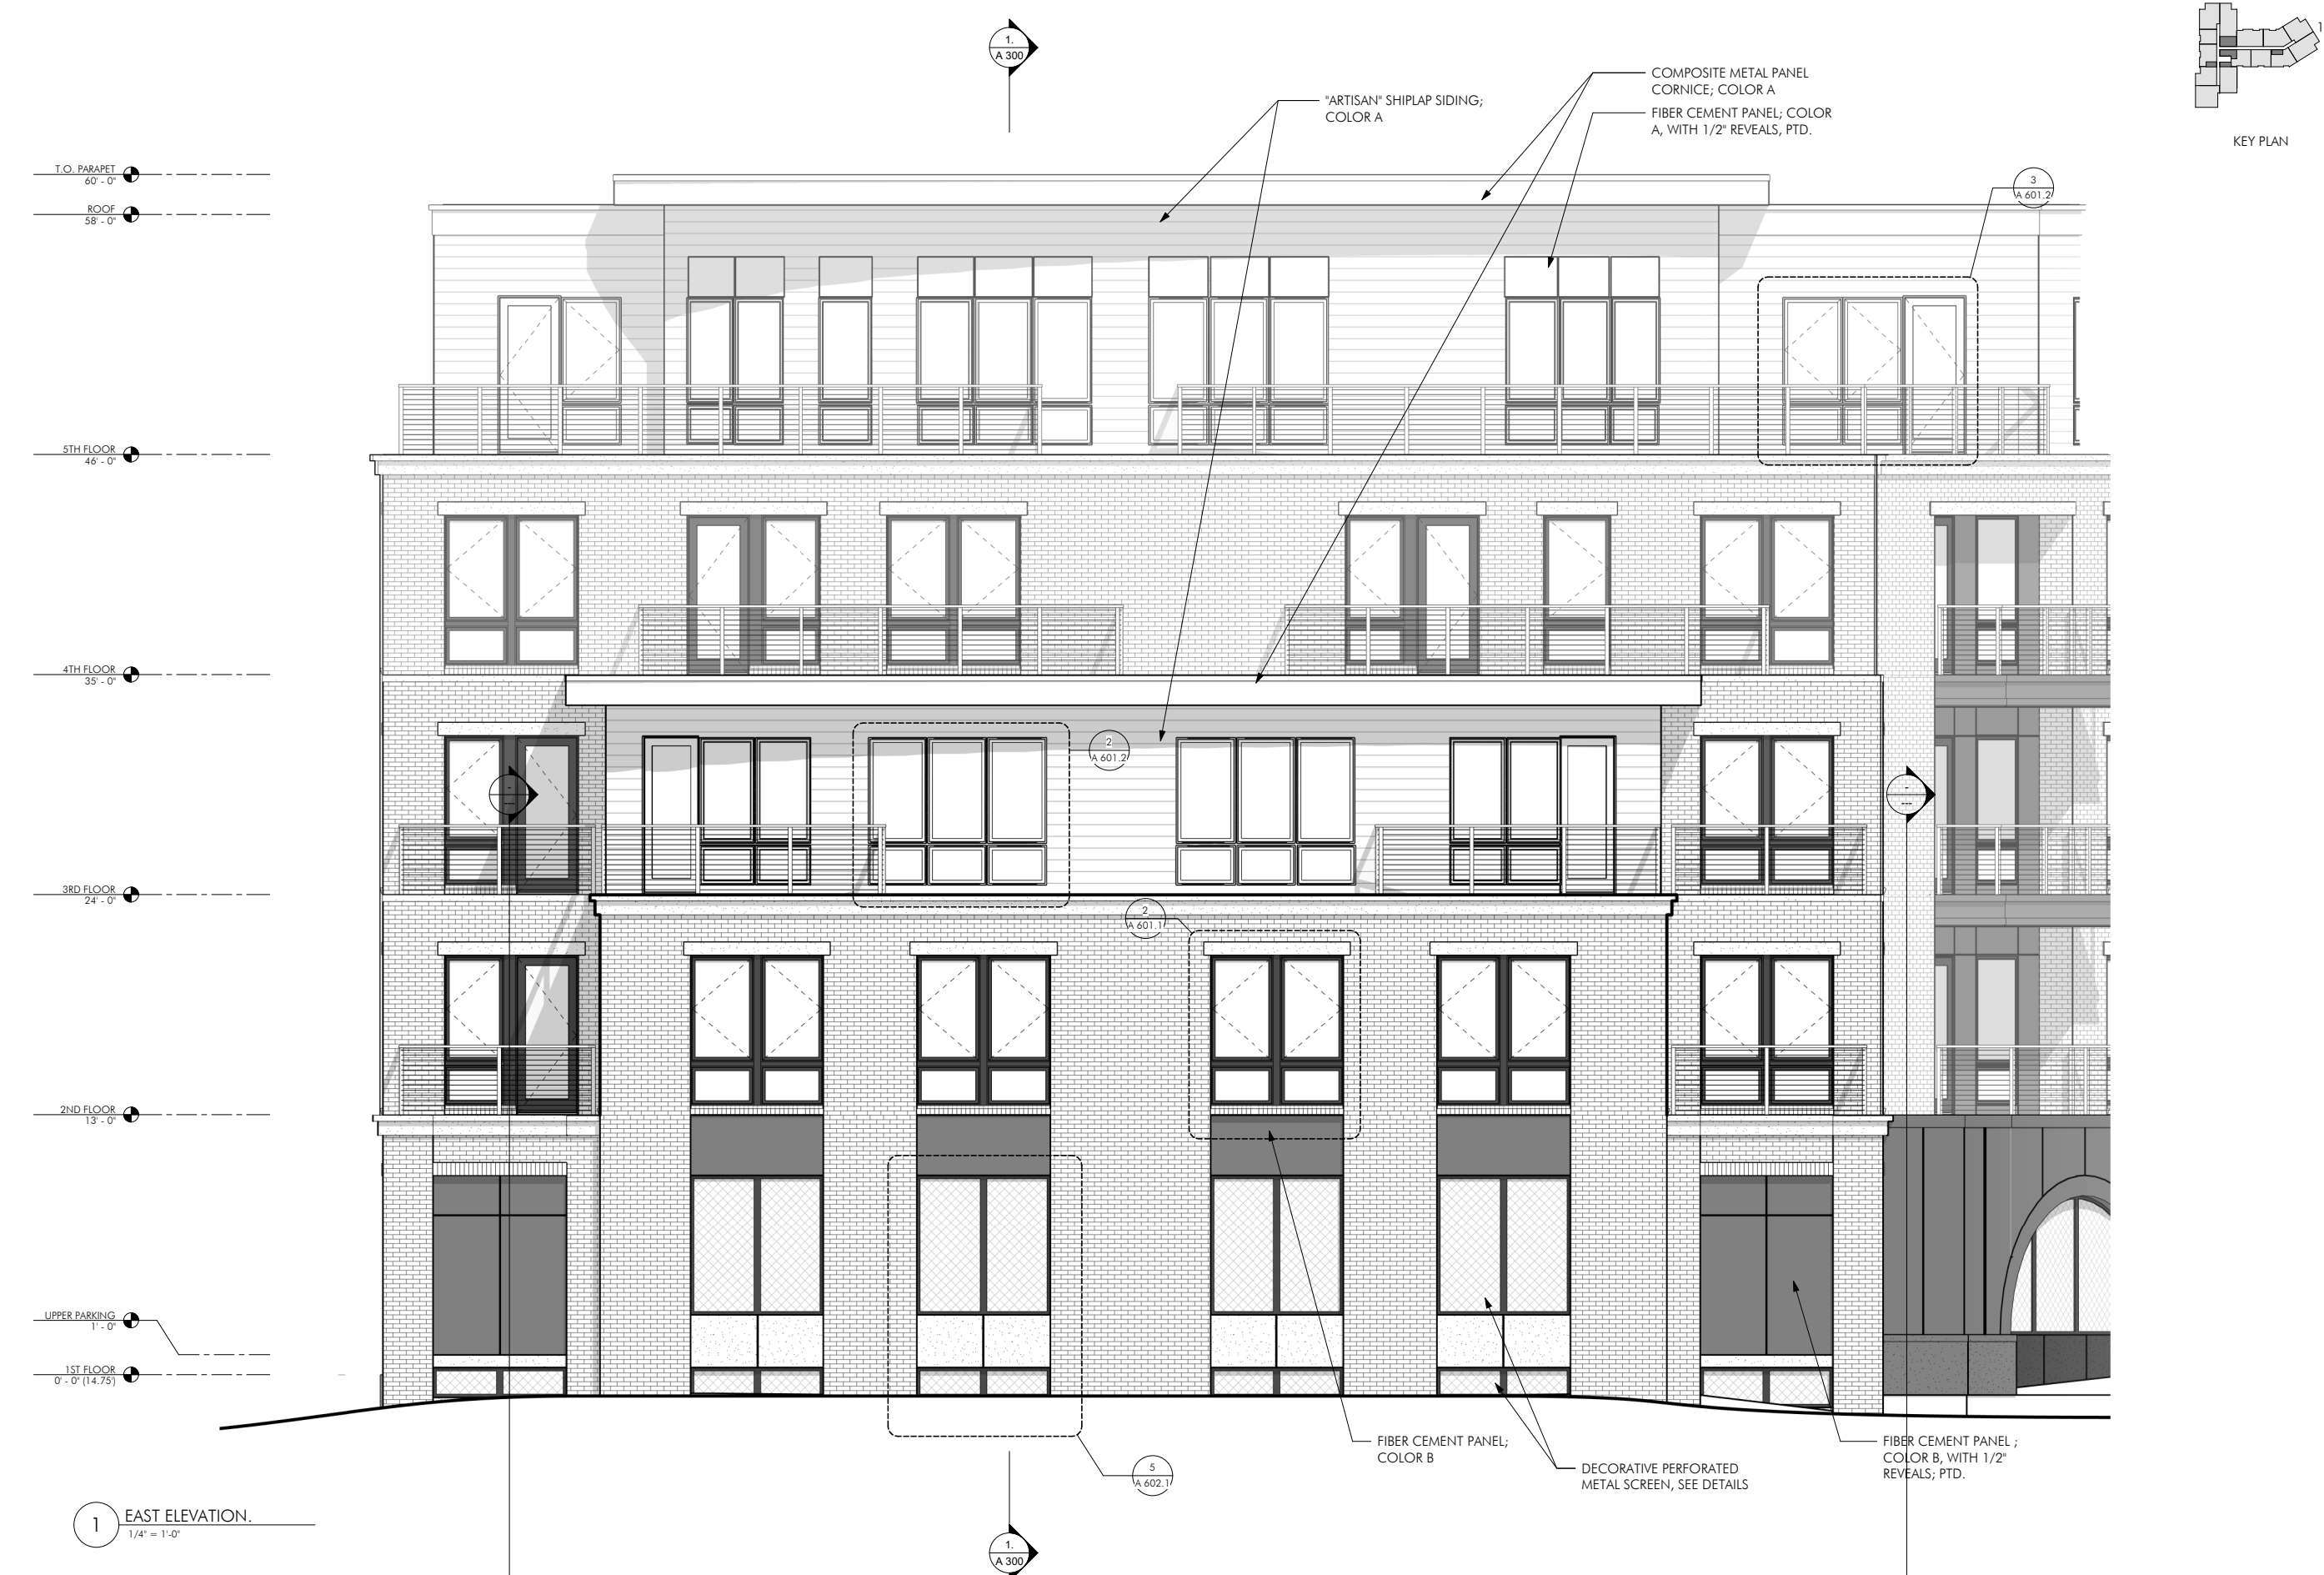 1.
A 300
"ARTISAN" SHIPLAP SIDING;
COLOR A
COMPOSITE METAL PANEL
CORNICE; COLOR A
FIBER CEMENT PANEL; COLOR
A, WITH 1/2" REVEALS, PTD.
1
KEY PLAN
T.O. PARAPET
60' - 0"
ROOF
58' - 0"
3
A 601.2
5TH FLOOR
46' - 0"
4TH FLOOR
35' - 0"
2
A 601.2
-
---
-
---
3RD FLOOR
24' - 0"
2
A 601.1
2ND FLOOR
13' - 0"
UPPER PARKING
1' - 0"
1ST FLOOR
0' - 0" (14.75')
FIBER CEMENT PANEL;
COLOR B
DECORATIVE PERFORATED
METAL SCREEN, SEE DETAILS
FIBER CEMENT PANEL ;
COLOR B, WITH 1/2"
REVEALS; PTD.
5
A 602.1
1
EAST ELEVATION.
1/4" = 1'-0"
1.
A 300